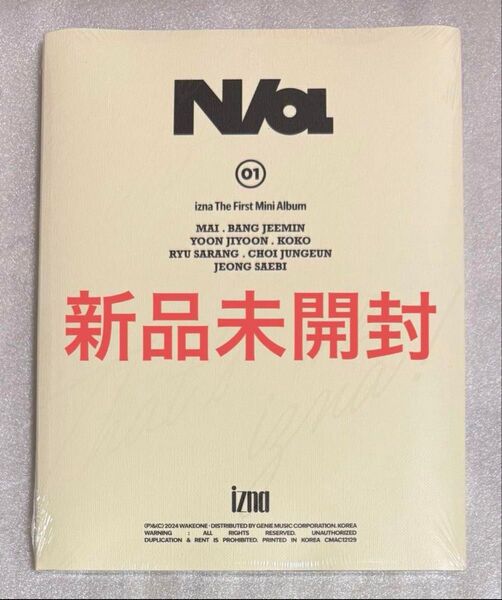 N/a
01
izna The First Mini Album
MAI . BANG JEEMIN
YOON JIYOON . KOKO
RYU SARANG . CHOI JUNGEUN
JEONG SAEBI
新品未開封
izna!
izna
(P)&(C) 2024 WAKEONE · DISTRIBUTED BY GENIE MUSIC CORPORATION. KOREA
WARNING : ALL RIGHTS RESERVED. UNAUTHORIZED
DUPLICATION & RENT IS PROHIBITED. PRINTED IN KOREA CMAC12129